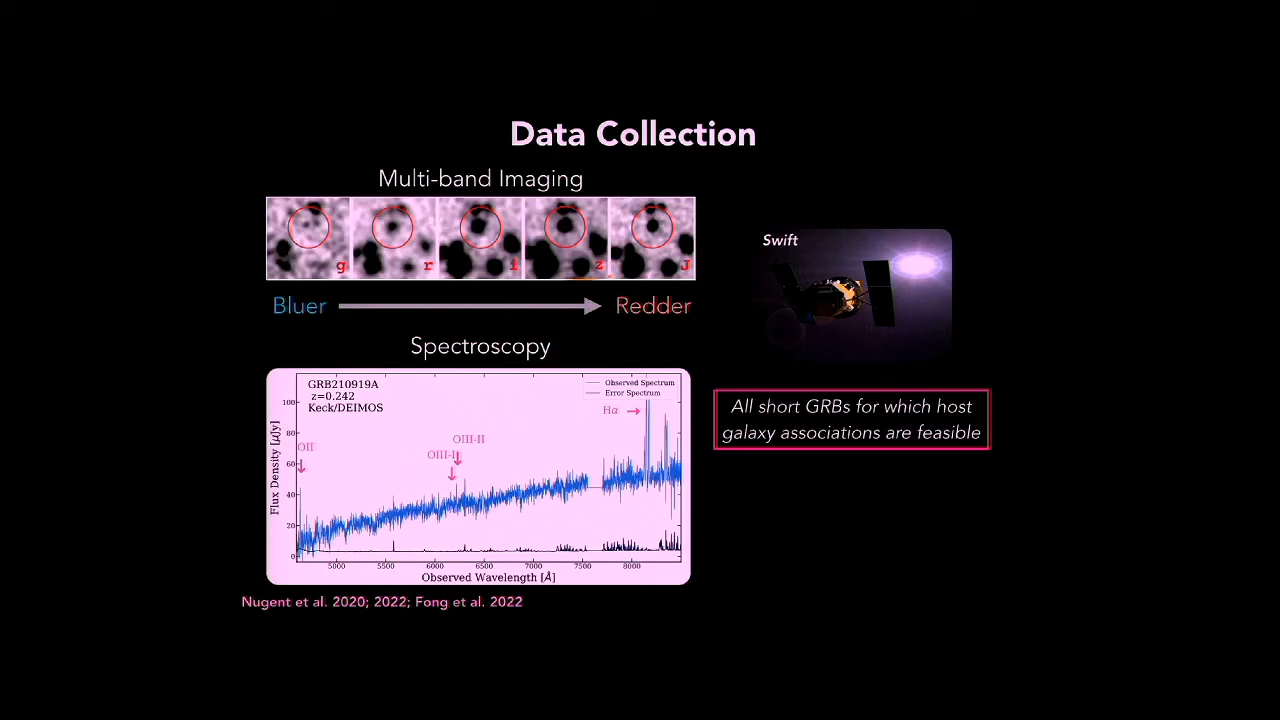 Data Collection
Multi-band Imaging
g r i z J
Bluer Redder
Swift
Spectroscopy
GRB210919A
z=0.242
Keck/DEIMOS
Observed Spectrum
Error Spectrum
Hα
OII
OIII-II
OIII-I
100
80
60
40
20
0
Flux Density [μJy]
5000 5500 6000 6500 7000 7500 8000
Observed Wavelength [Å]
All short GRBs for which host
galaxy associations are feasible
Nugent et al. 2020; 2022; Fong et al. 2022